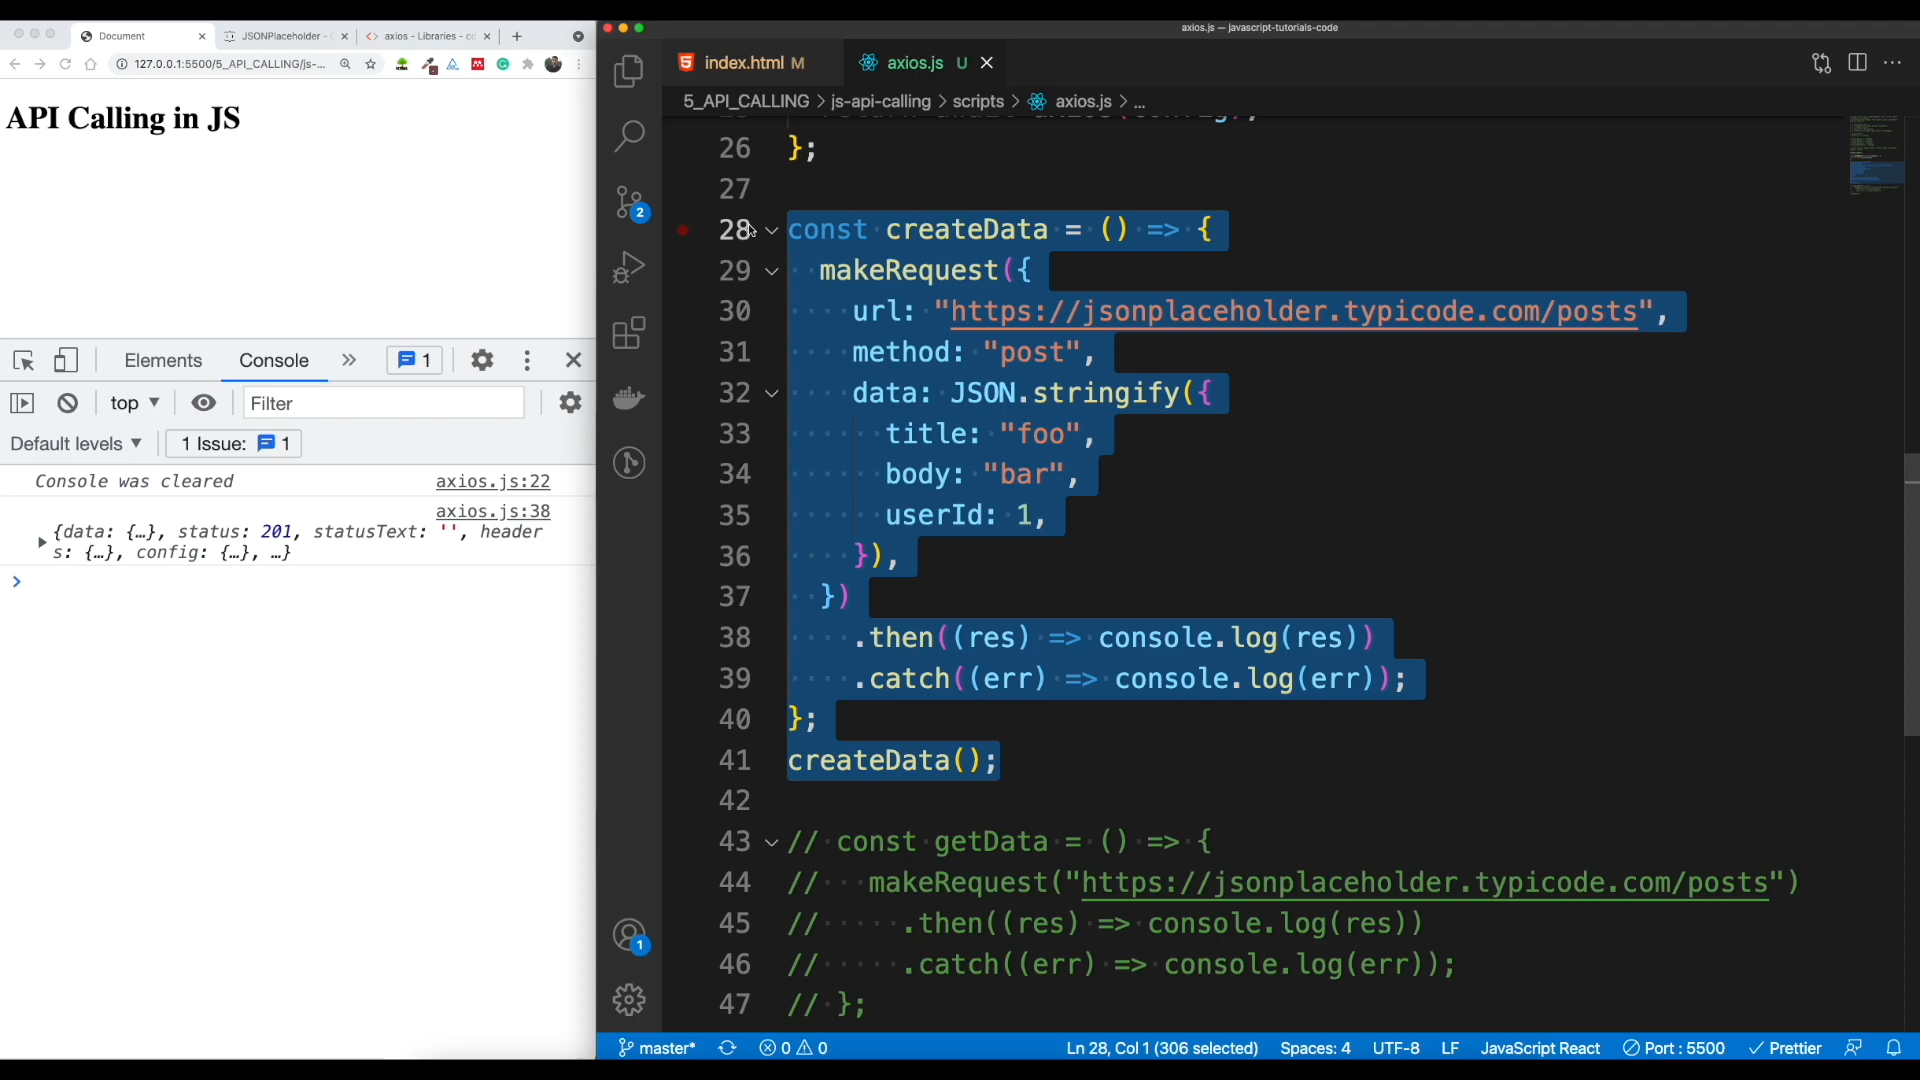 axios.js — javascript-tutorials-code
Document
JSONPlaceholder -
axios - Libraries - c
127.0.0.1:5500/5_API_CALLING/js-...
API Calling in JS
Elements
Console
1
top
Filter
Default levels
1 Issue:
1
Console was cleared
axios.js:22
axios.js:38
{data: {…}, status: 201, statusText: '', header
s: {…}, config: {…}, …}
index.html M
axios.js U
5_API_CALLING > js-api-calling > scripts > axios.js > ...
26 };
27
28 const createData = () => {
29 makeRequest({
30 url: "https://jsonplaceholder.typicode.com/posts",
31 method: "post",
32 data: JSON.stringify({
33 title: "foo",
34 body: "bar",
35 userId: 1,
36 }),
37 })
38 .then((res) => console.log(res))
39 .catch((err) => console.log(err));
40 };
41 createData();
42
43 // const getData = () => {
44 // makeRequest("https://jsonplaceholder.typicode.com/posts")
45 // .then((res) => console.log(res))
46 // .catch((err) => console.log(err));
47 // };
2
1
master*
0 0
Ln 28, Col 1 (306 selected)
Spaces: 4
UTF-8
LF
JavaScript React
Port : 5500
Prettier